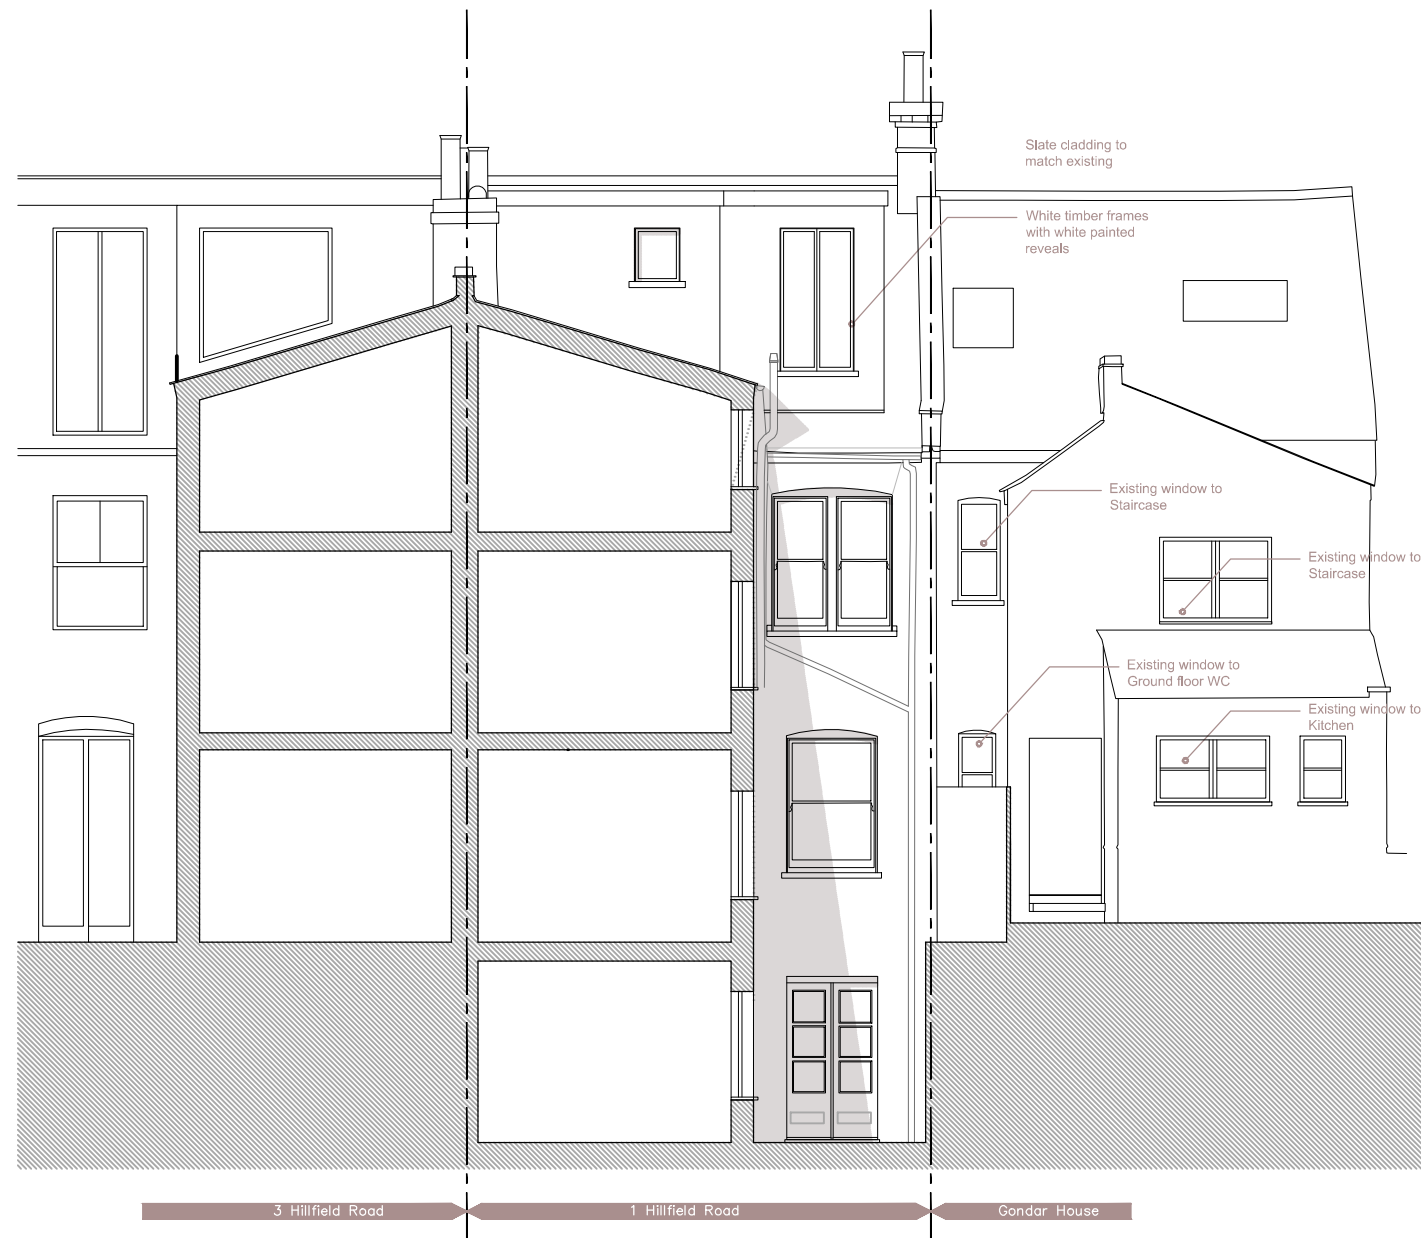 Slate cladding to
match existing
White timber frames
with white painted
reveals
Existing window to
Staircase
Existing window to
Staircase
Existing window to
Ground floor WC
Existing window to
Kitchen
3 Hillfield Road
1 Hillfield Road
Gondar House